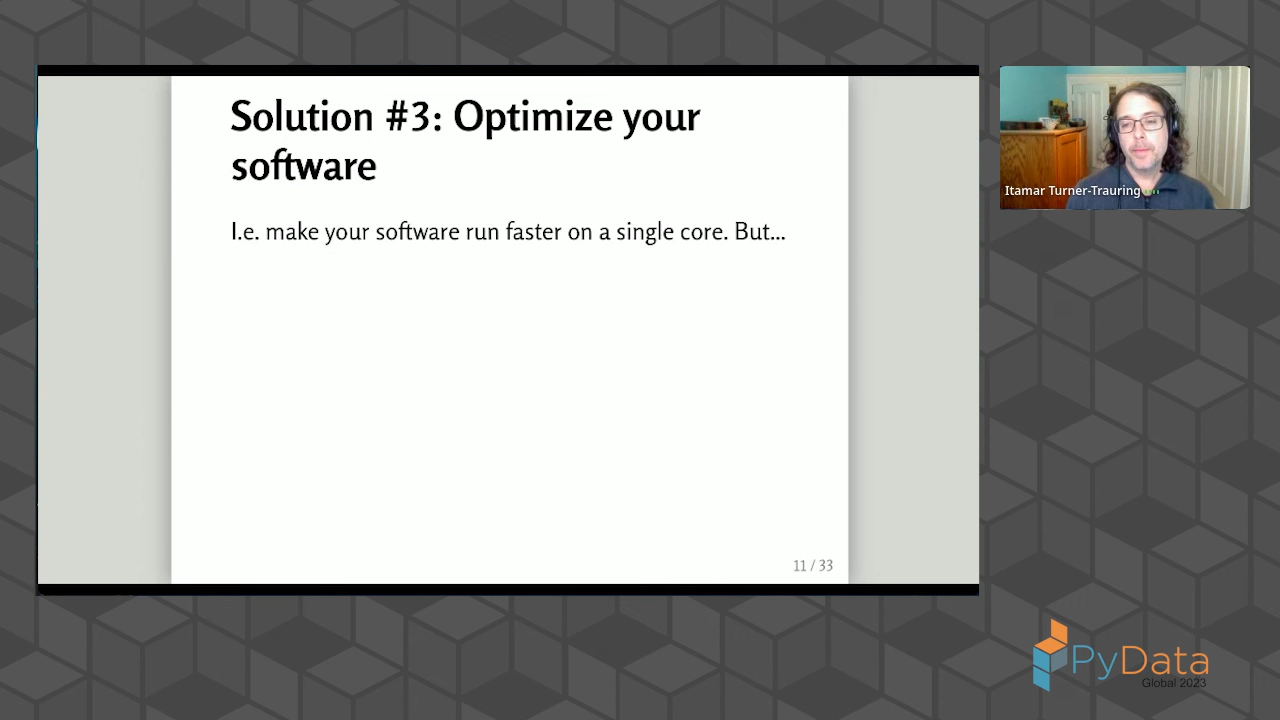 Solution #3: Optimize your
software
I.e. make your software run faster on a single core. But...
11 / 33
Itamar Turner-Trauring
PyData
Global 2023